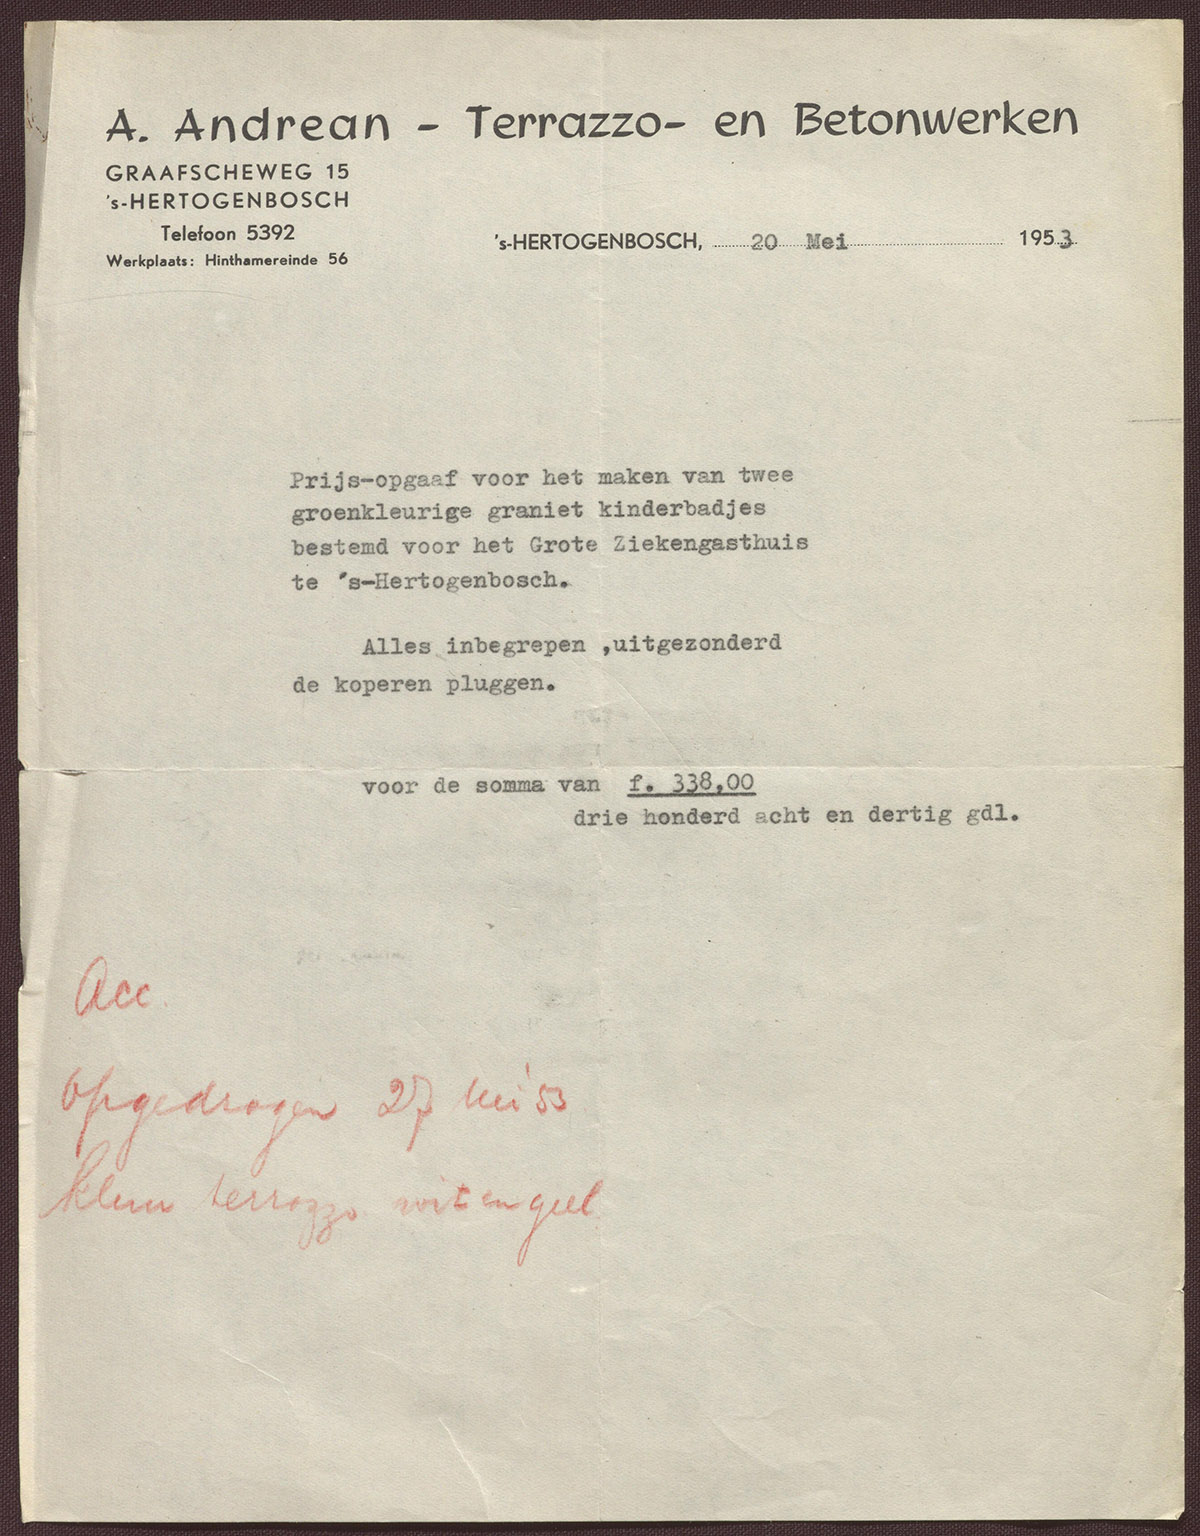 A. Andrean - Terrazzo- en Betonwerken
GRAAFSCHEWEG 15
's-HERTOGENBOSCH
Telefoon 5392
Werkplaats: Hinthamereinde 56
's-HERTOGENBOSCH, 20 Mei 1953
Prijs-opgaaf voor het maken van twee
groenkleurige graniet kinderbadjes
bestemd voor het Grote Ziekengasthuis
te 's-Hertogenbosch.
Alles inbegrepen ,uitgezonderd
de koperen pluggen.
voor de somma van f. 338,00
drie honderd acht en dertig gdl.
Acc.
Opgedragen 27 Mei '53
terrazzo wit en geel